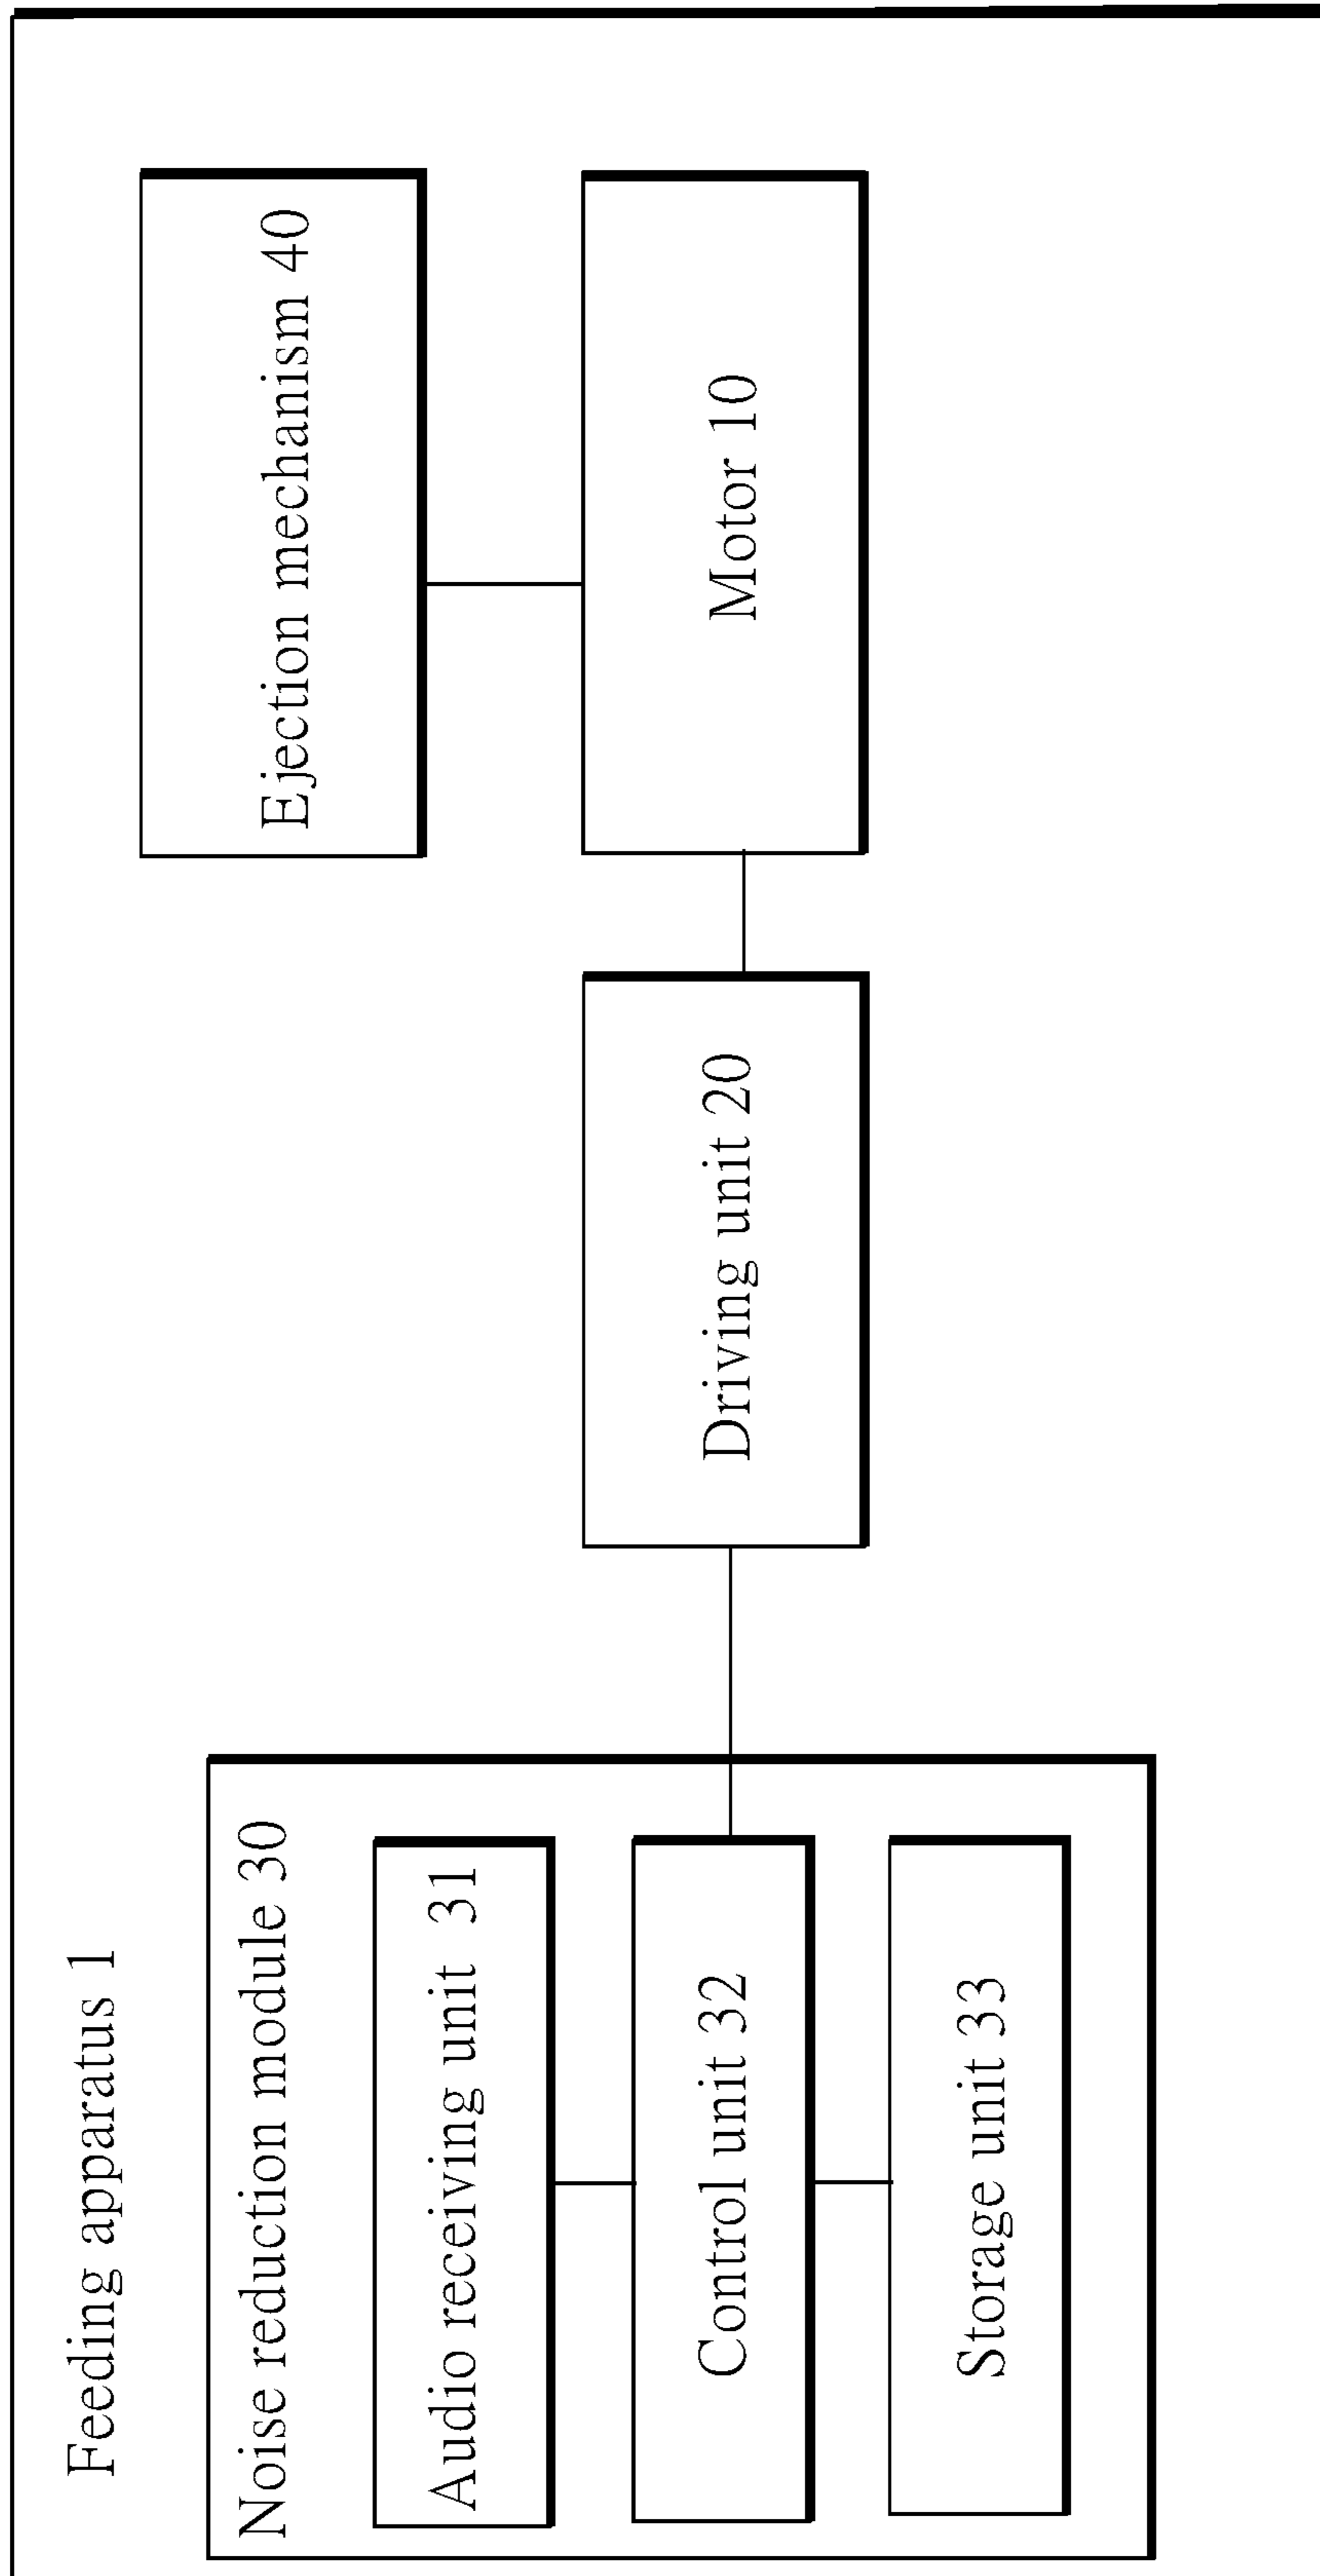 Feeding apparatus 1
Noise reduction module 30
Audio receiving unit 31
Control unit 32
Storage unit 33
Driving unit 20
Ejection mechanism 40
Motor 10